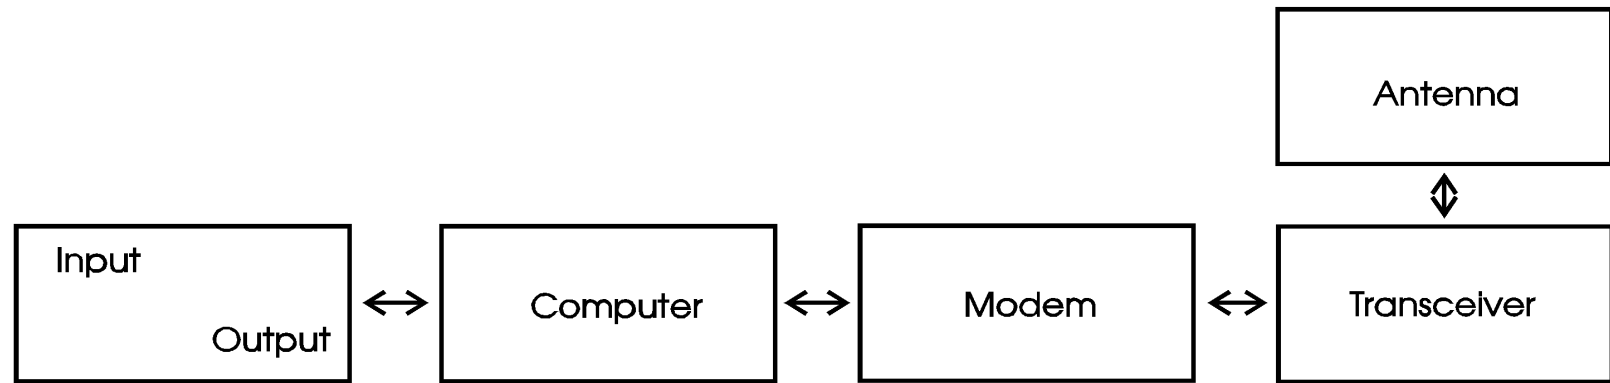 Antenna
Input
Output
Computer
Modem
Transceiver